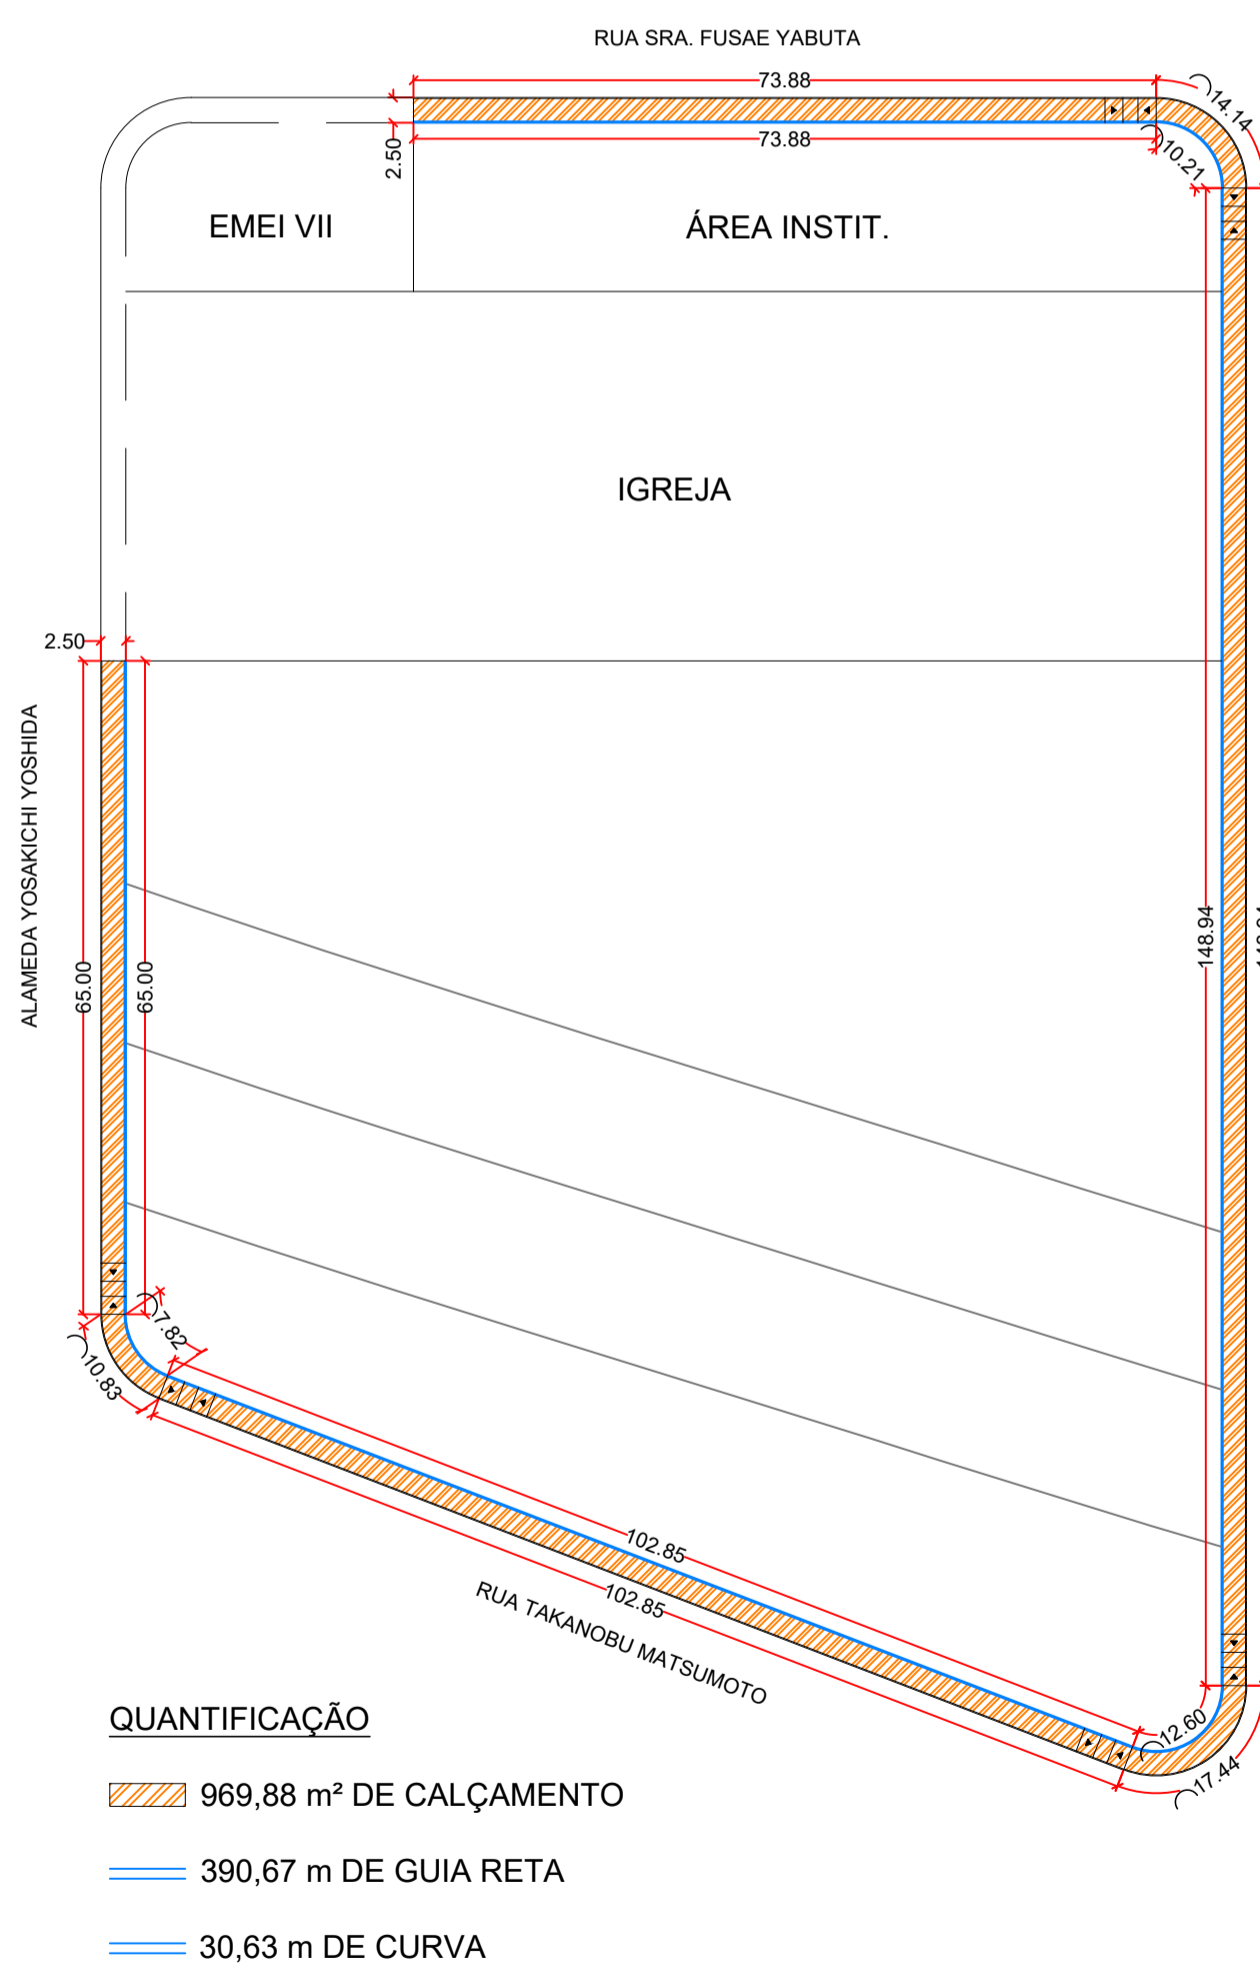 RUA SRA. FUSAE YABUTA
73.88
14.14
73.88
10.21
2.50
EMEI VII
ÁREA INSTIT.
IGREJA
2.50
ALAMEDA YOSAKICHI YOSHIDA
65.00
65.00
148.94
7.82
10.83
102.85
102.85
RUA TAKANOBU MATSUMOTO
12.60
17.44
QUANTIFICAÇÃO
969,88 m² DE CALÇAMENTO
390,67 m DE GUIA RETA
30,63 m DE CURVA